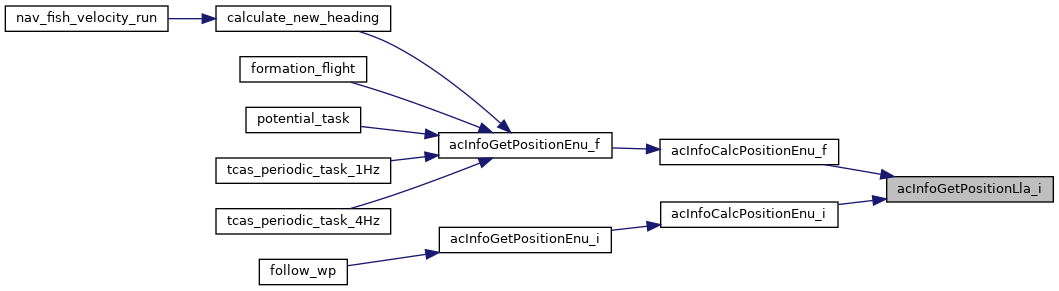 nav_fish_velocity_run
calculate_new_heading
formation_flight
potential_task
tcas_periodic_task_1Hz
tcas_periodic_task_4Hz
acInfoGetPositionEnu_f
acInfoCalcPositionEnu_f
acInfoGetPositionLla_i
acInfoCalcPositionEnu_i
acInfoGetPositionEnu_i
follow_wp